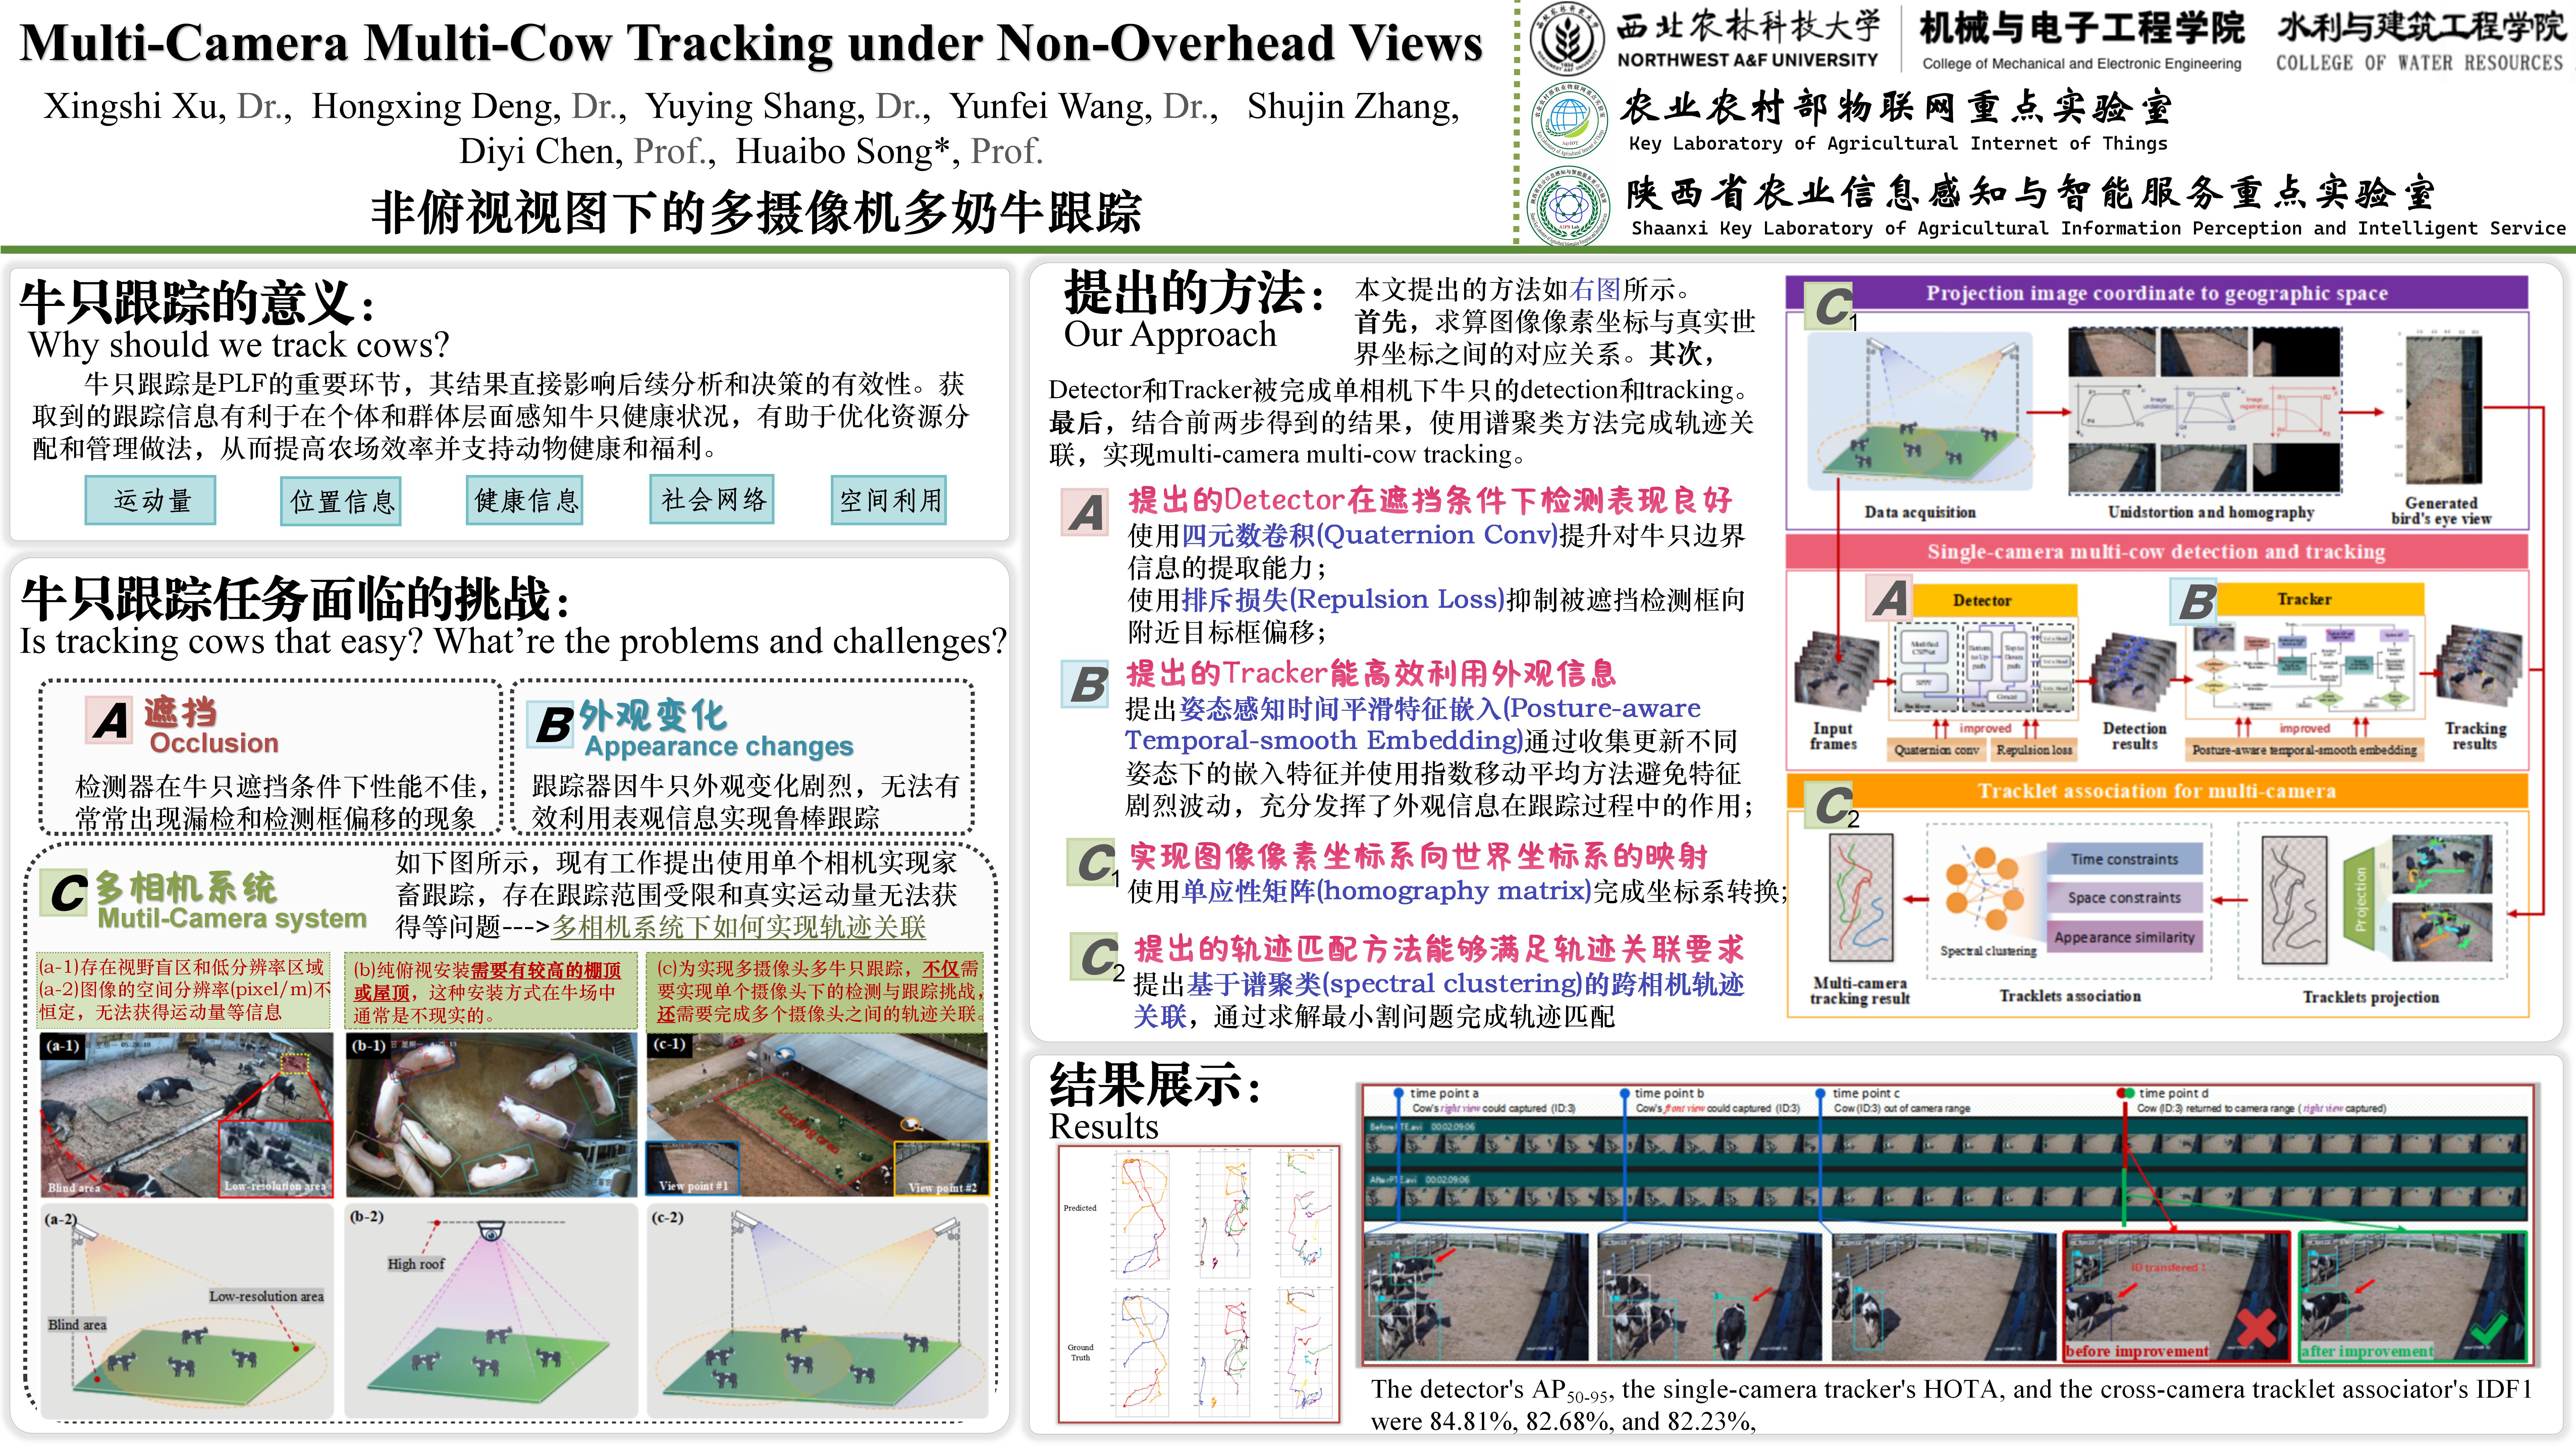 Multi-Camera Multi-Cow Tracking under Non-Overhead Views
Xingshi Xu, Dr., Hongxing Deng, Dr., Yuying Shang, Dr., Yunfei Wang, Dr., Shujin Zhang,
Diyi Chen, Prof., Huaibo Song*, Prof.
非俯视视图下的多摄像机多奶牛跟踪
西北农林科技大学
NORTHWEST A&F UNIVERSITY
机械与电子工程学院
College of Mechanical and Electronic Engineering
水利与建筑工程学院
COLLEGE OF WATER RESOURCES
农业农村部物联网重点实验室
Key Laboratory of Agricultural Internet of Things
陕西省农业信息感知与智能服务重点实验室
Shaanxi Key Laboratory of Agricultural Information Perception and Intelligent Service
牛只跟踪的意义：
Why should we track cows?
牛只跟踪是PLF的重要环节，其结果直接影响后续分析和决策的有效性。获
取到的跟踪信息有利于在个体和群体层面感知牛只健康状况，有助于优化资源分
配和管理做法，从而提高农场效率并支持动物健康和福利。
运动量
位置信息
健康信息
社会网络
空间利用
牛只跟踪任务面临的挑战：
Is tracking cows that easy? What’re the problems and challenges?
A 遮挡
Occlusion
检测器在牛只遮挡条件下性能不佳，
常常出现漏检和检测框偏移的现象
B 外观变化
Appearance changes
跟踪器因牛只外观变化剧烈，无法有
效利用表观信息实现鲁棒跟踪
C 多相机系统
Mutil-Camera system
如下图所示，现有工作提出使用单个相机实现家
畜跟踪，存在跟踪范围受限和真实运动量无法获
得等问题--->多相机系统下如何实现轨迹关联
(a-1)存在视野盲区和低分辨率区域
(a-2)图像的空间分辨率(pixel/m)不
恒定，无法获得运动量等信息
(b)纯俯视安装需要有较高的棚顶
或屋顶，这种安装方式在牛场中
通常是不现实的。
(c)为实现多摄像头多牛只跟踪，不仅需
要实现单个摄像头下的检测与跟踪挑战，
还需要完成多个摄像头之间的轨迹关联。
(a-1)
Blind area
Low-resolution area
(b-1)
(c-1)
Loafing area
View point #1
View point #2
(a-2)
Low-resolution area
Blind area
(b-2)
High roof
(c-2)
提出的方法：
Our Approach
本文提出的方法如右图所示。
首先，求算图像像素坐标与真实世
界坐标之间的对应关系。其次，
Detector和Tracker被完成单相机下牛只的detection和tracking。
最后，结合前两步得到的结果，使用谱聚类方法完成轨迹关
联，实现multi-camera multi-cow tracking。
A 提出的Detector在遮挡条件下检测表现良好
使用四元数卷积(Quaternion Conv)提升对牛只边界
信息的提取能力；
使用排斥损失(Repulsion Loss)抑制被遮挡检测框向
附近目标框偏移；
B 提出的Tracker能高效利用外观信息
提出姿态感知时间平滑特征嵌入(Posture-aware
Temporal-smooth Embedding)通过收集更新不同
姿态下的嵌入特征并使用指数移动平均方法避免特征
剧烈波动，充分发挥了外观信息在跟踪过程中的作用；
C1 实现图像像素坐标系向世界坐标系的映射
使用单应性矩阵(homography matrix)完成坐标系转换；
C2 提出的轨迹匹配方法能够满足轨迹关联要求
提出基于谱聚类(spectral clustering)的跨相机轨迹
关联，通过求解最小割问题完成轨迹匹配
C1 Projection image coordinate to geographic space
Data acquisition
Unidstortion and homography
Generated
bird's eye view
Single-camera multi-cow detection and tracking
A Detector
B Tracker
Input
frames
improved
Quaternion conv
Repulsion loss
Detection
results
improved
Posture-aware temporal-smooth embedding
Tracking
results
C2 Tracklet association for multi-camera
Time constraints
Space constraints
Appearance similarity
Spectral clustering
Projection
Multi-camera
tracking result
Tracklets association
Tracklets projection
结果展示：
Results
Predicted
Ground
Truth
time point a
Cow's right view could captured (ID:3)
time point b
Cow's front view could captured (ID:3)
time point c
Cow (ID:3) out of camera range
time point d
Cow (ID:3) returned to camera range ( right view captured)
00:02:09:06
00:02:09:06
ID transfered !
before improvement
after improvement
The detector's AP50-95, the single-camera tracker's HOTA, and the cross-camera tracklet associator's IDF1
were 84.81%, 82.68%, and 82.23%,